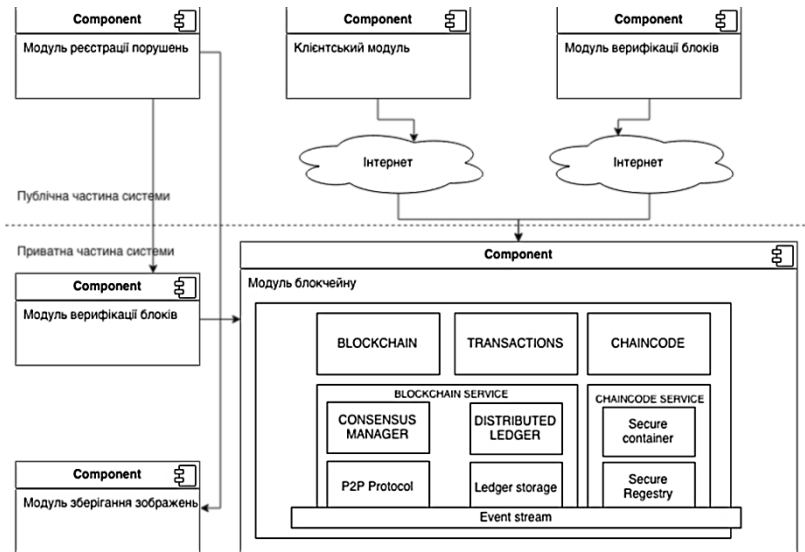 Component
Модуль реєстрації порушень
Component
Клієнтський модуль
Component
Модуль верифікації блоків
Інтернет
Інтернет
Публічна частина системи
Приватна частина системи
Component
Модуль верифікації блоків
Component
Модуль блокчейну
BLOCKCHAIN
TRANSACTIONS
CHAINCODE
BLOCKCHAIN SERVICE
CONSENSUS
MANAGER
DISTRIBUTED
LEDGER
P2P Protocol
Ledger storage
CHAINCODE SERVICE
Secure
container
Secure
Regestry
Event stream
Component
Модуль зберігання зображень